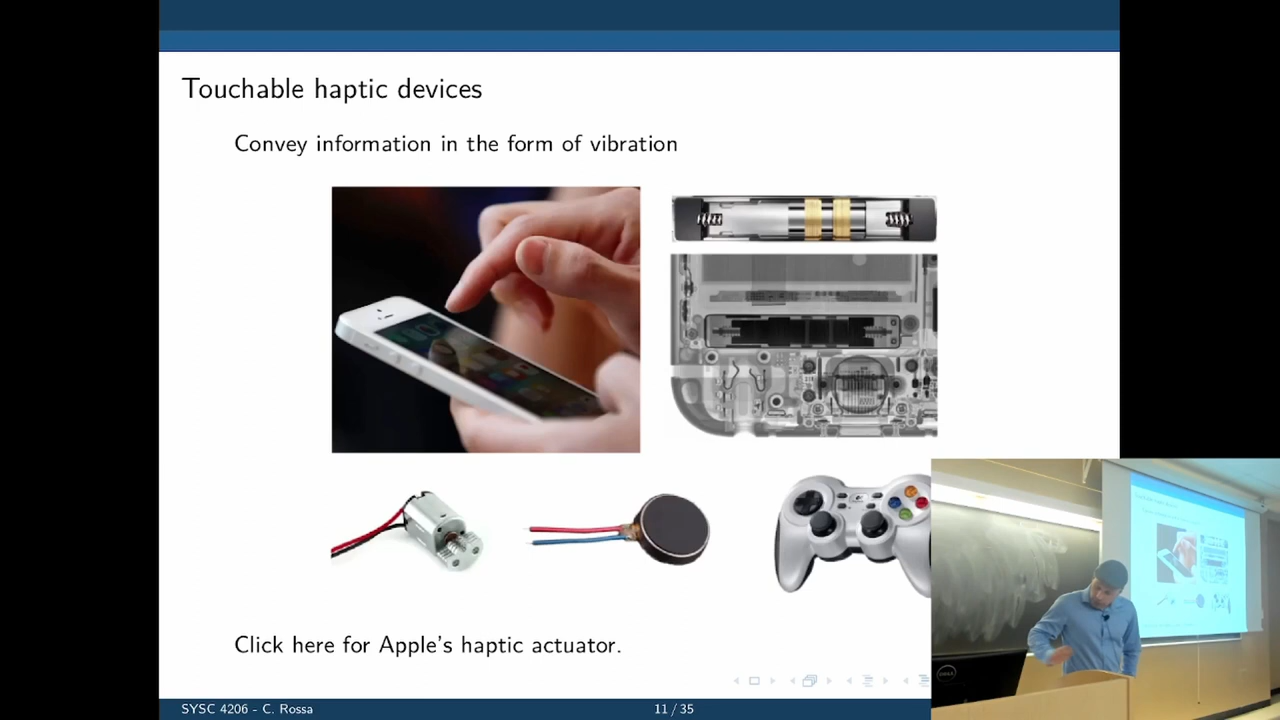 Touchable haptic devices
Convey information in the form of vibration
Click here for Apple's haptic actuator.
SYSC 4206 - C. Rossa
11 / 35
DELL